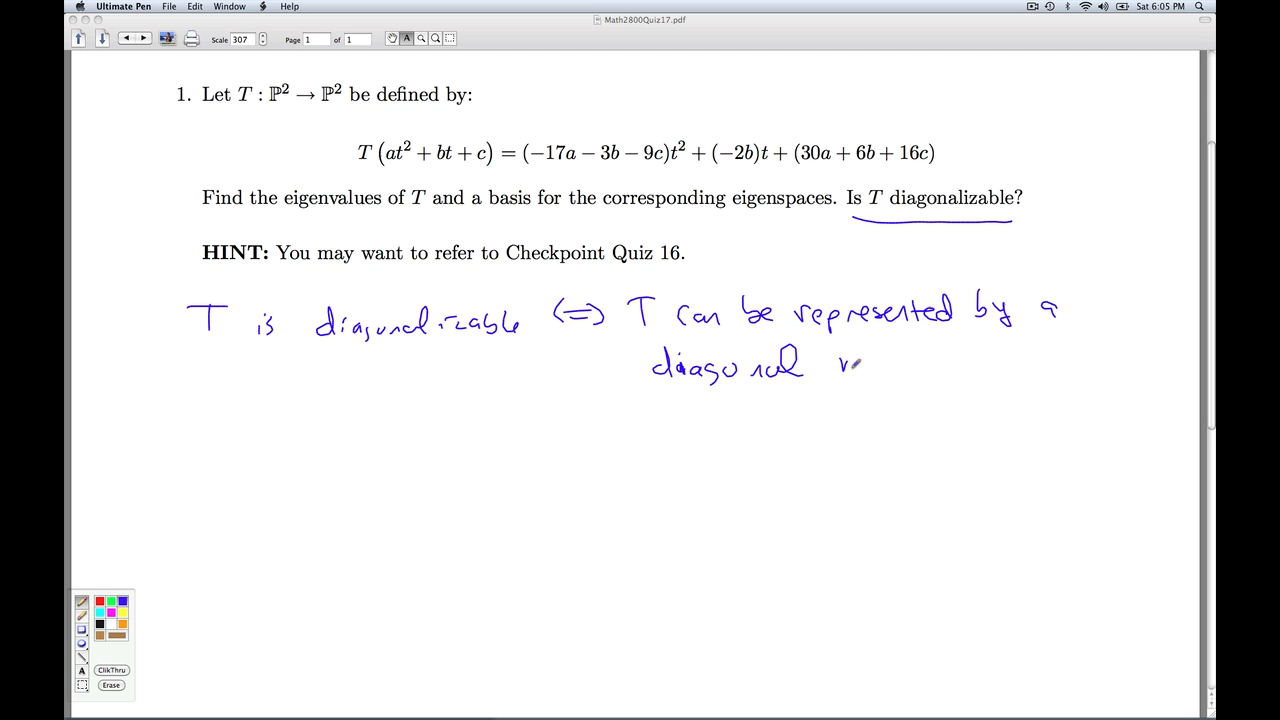 Ultimate Pen File Edit Window Help Sat 6:05 PM
Math2800Quiz17.pdf
Scale 307 Page 1 of 1 A
1. Let T : ℙ² → ℙ² be defined by:
T (at² + bt + c) = (−17a − 3b − 9c)t² + (−2b)t + (30a + 6b + 16c)
Find the eigenvalues of T and a basis for the corresponding eigenspaces. Is T diagonalizable?
HINT: You may want to refer to Checkpoint Quiz 16.
T is diagonalizable ⟺ T can be represented by a
diagonal
A
ClikThru
Erase